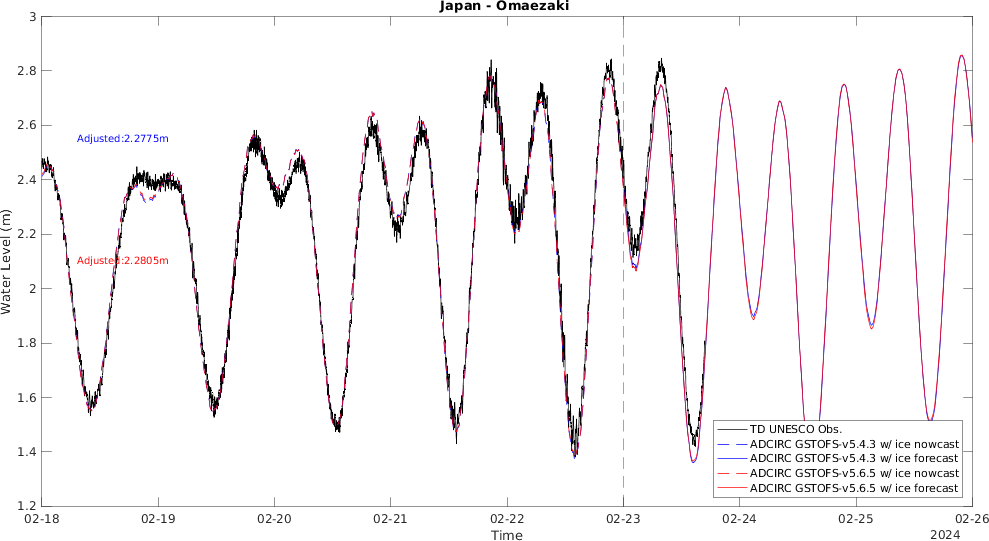 Japan - Omaezaki
Water Level (m)
3
2.8
2.6
2.4
2.2
2
1.8
1.6
1.4
1.2
Adjusted:2.2775m
Adjusted:2.2805m
TD UNESCO Obs.
ADCIRC GSTOFS-v5.4.3 w/ ice nowcast
ADCIRC GSTOFS-v5.4.3 w/ ice forecast
ADCIRC GSTOFS-v5.6.5 w/ ice nowcast
ADCIRC GSTOFS-v5.6.5 w/ ice forecast
02-18 02-19 02-20 02-21 02-22 02-23 02-24 02-25 02-26
Time
2024